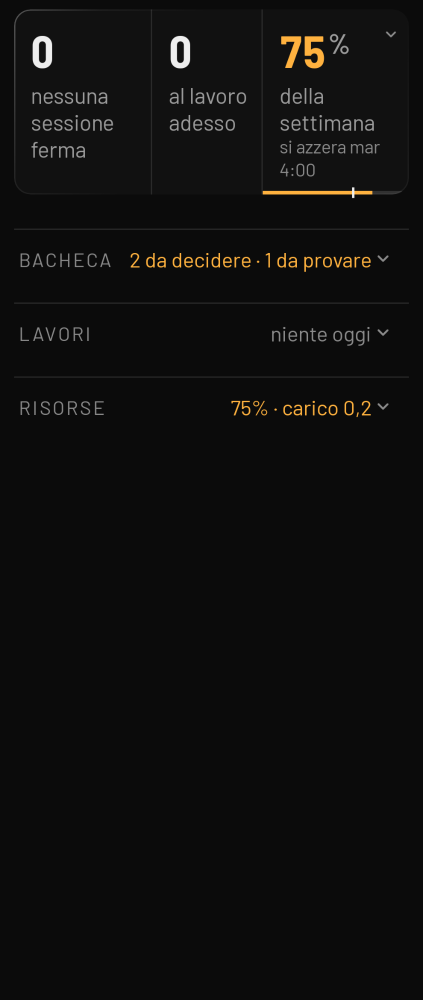 0
nessuna
sessione
ferma
0
al lavoro
adesso
75%
della
settimana
si azzera mar
4:00
BACHECA 2 da decidere · 1 da provare
LAVORI niente oggi
RISORSE 75% · carico 0,2